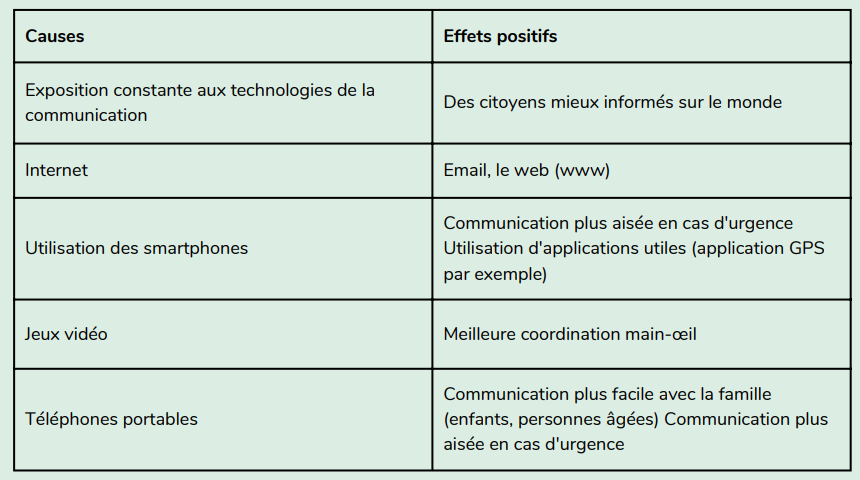 Causes
Effets positifs
Exposition constante aux technologies de la
communication
Des citoyens mieux informés sur le monde
Internet
Email, le web (www)
Utilisation des smartphones
Communication plus aisée en cas d'urgence
Utilisation d'applications utiles (application GPS
par exemple)
Jeux vidéo
Meilleure coordination main-œil
Téléphones portables
Communication plus facile avec la famille
(enfants, personnes âgées) Communication plus
aisée en cas d'urgence